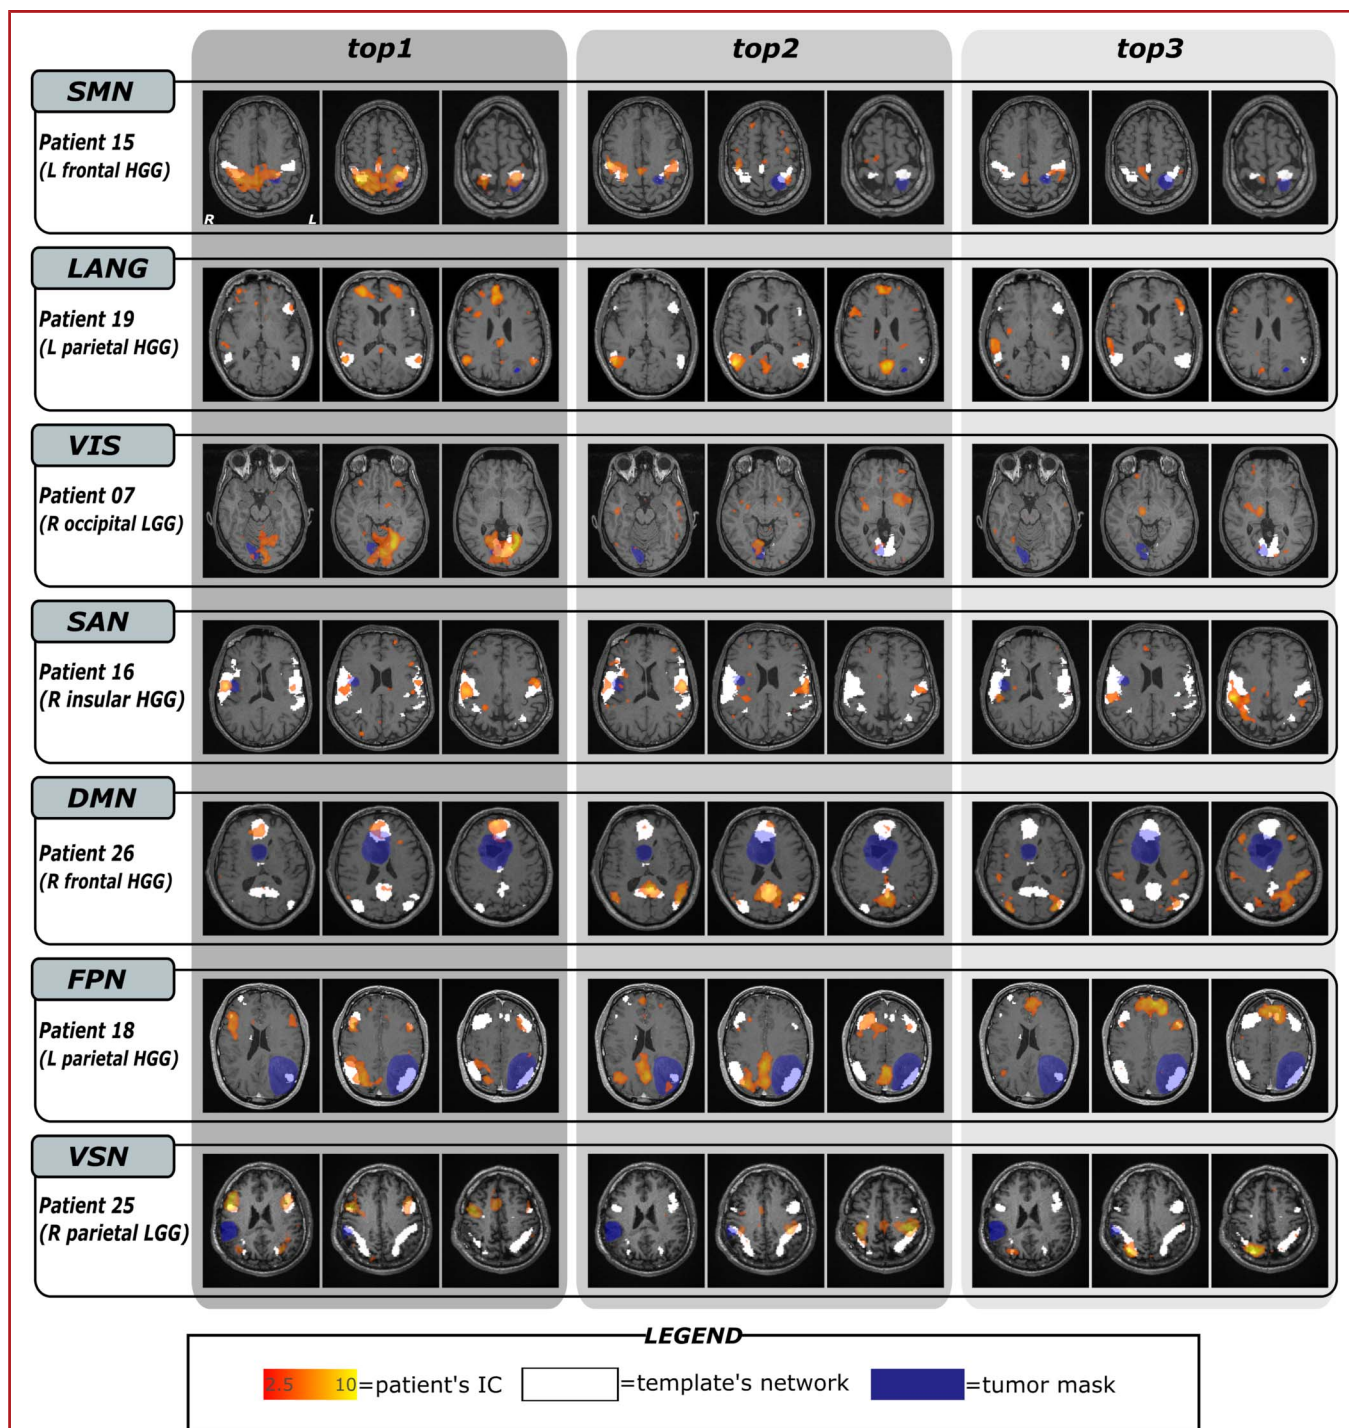 top1 top2 top3
SMN
Patient 15
(L frontal HGG)
R L
LANG
Patient 19
(L parietal HGG)
VIS
Patient 07
(R occipital LGG)
SAN
Patient 16
(R insular HGG)
DMN
Patient 26
(R frontal HGG)
FPN
Patient 18
(L parietal HGG)
VSN
Patient 25
(R parietal LGG)
LEGEND
2.5 10 =patient's IC =template's network =tumor mask